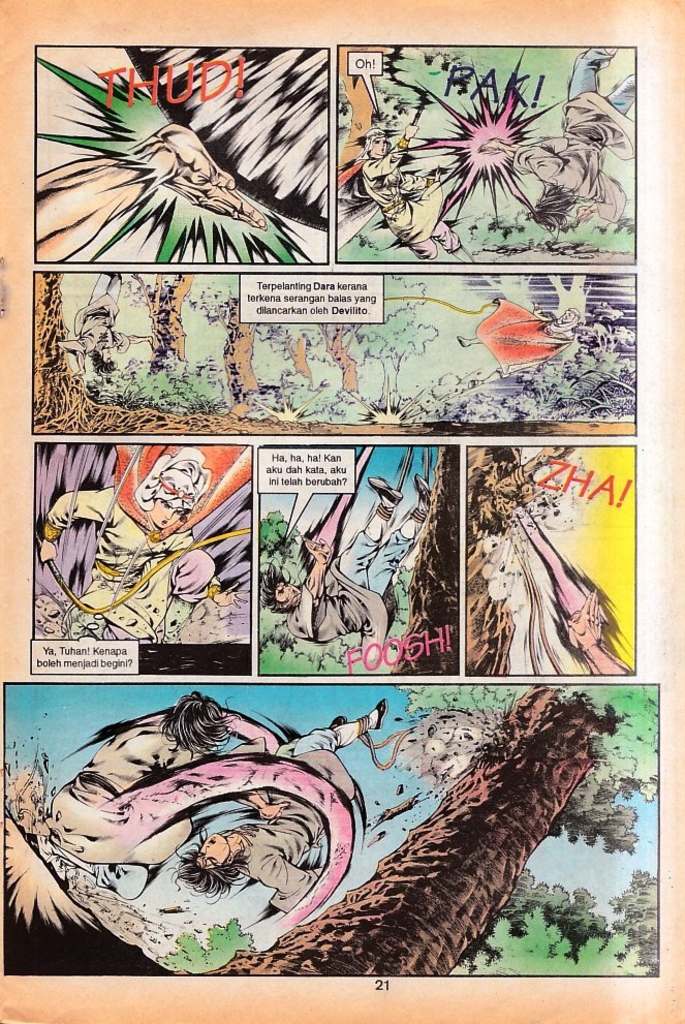 THUD!
Oh!
PAK!
Terpelanting Dara kerana
terkena serangan balas yang
dilancarkan oleh Devilito.
Ya, Tuhan! Kenapa
boleh menjadi begini?
Ha, ha, ha! Kan
aku dah kata, aku
ini telah berubah?
FOOSH!
ZHA!
21